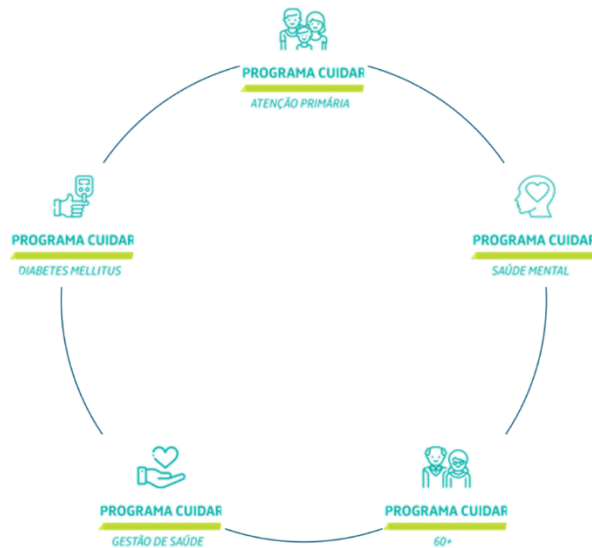 PROGRAMA CUIDAR
ATENÇÃO PRIMÁRIA
PROGRAMA CUIDAR
DIABETES MELLITUS
PROGRAMA CUIDAR
SAÚDE MENTAL
PROGRAMA CUIDAR
GESTÃO DE SAÚDE
PROGRAMA CUIDAR
60+